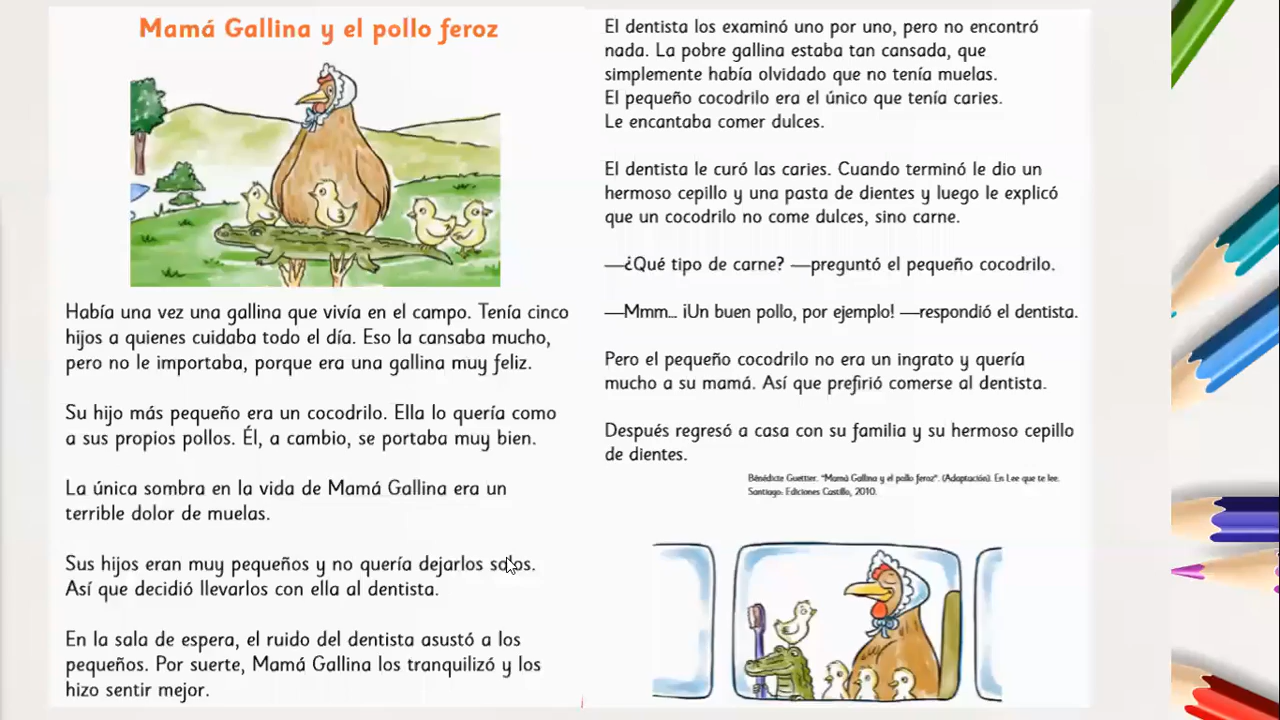 Mamá Gallina y el pollo feroz
Había una vez una gallina que vivía en el campo. Tenía cinco
hijos a quienes cuidaba todo el día. Eso la cansaba mucho,
pero no le importaba, porque era una gallina muy feliz.
Su hijo más pequeño era un cocodrilo. Ella lo quería como
a sus propios pollos. Él, a cambio, se portaba muy bien.
La única sombra en la vida de Mamá Gallina era un
terrible dolor de muelas.
Sus hijos eran muy pequeños y no quería dejarlos solos.
Así que decidió llevarlos con ella al dentista.
En la sala de espera, el ruido del dentista asustó a los
pequeños. Por suerte, Mamá Gallina los tranquilizó y los
hizo sentir mejor.
El dentista los examinó uno por uno, pero no encontró
nada. La pobre gallina estaba tan cansada, que
simplemente había olvidado que no tenía muelas.
El pequeño cocodrilo era el único que tenía caries.
Le encantaba comer dulces.
El dentista le curó las caries. Cuando terminó le dio un
hermoso cepillo y una pasta de dientes y luego le explicó
que un cocodrilo no come dulces, sino carne.
—¿Qué tipo de carne? —preguntó el pequeño cocodrilo.
—Mmm... ¡Un buen pollo, por ejemplo! —respondió el dentista.
Pero el pequeño cocodrilo no era un ingrato y quería
mucho a su mamá. Así que prefirió comerse al dentista.
Después regresó a casa con su familia y su hermoso cepillo
de dientes.
Bénédicte Guettier. "Mamá Gallina y el pollo feroz". (Adaptación). En Lee que te lee.
Santiago: Ediciones Castillo, 2010.